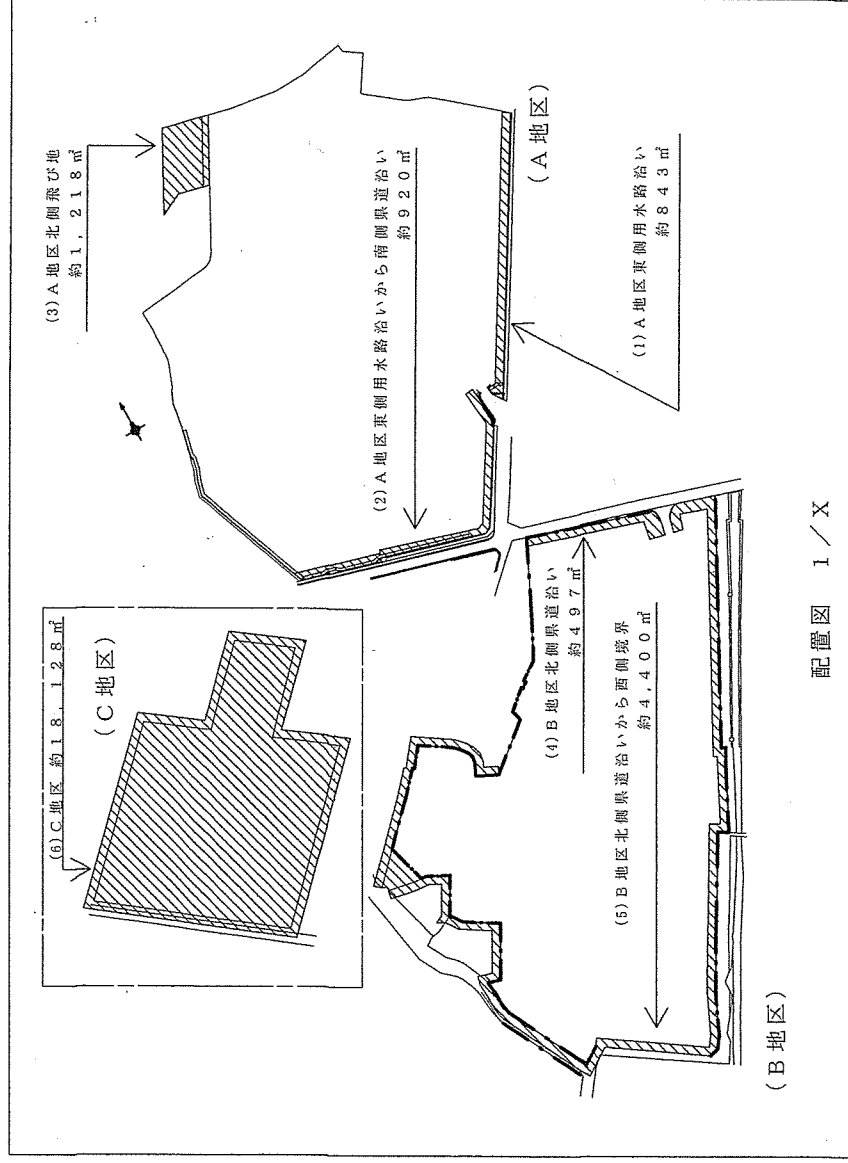 (3)A地区北側飛び地
約1,218㎡
(2)A地区東側用水路沿いから南側県道沿い
約920㎡
(A地区)
(1)A地区東側用水路沿い
約843㎡
(6)C地区 約18,128㎡
(C地区)
(4)B地区北側県道沿い
約497㎡
(5)B地区北側県道沿いから西側境界
約4,400㎡
(B地区)
配置図 1/X